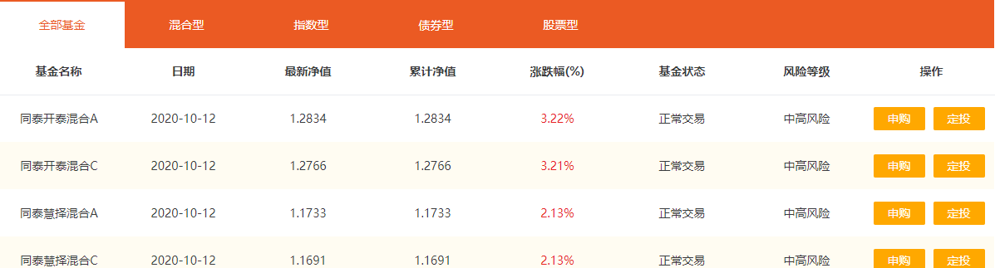 全部基金 混合型 指数型 债券型 股票型
基金名称 日期 最新净值 累计净值 涨跌幅(%) 基金状态 风险等级 操作
同泰开泰混合A 2020-10-12 1.2834 1.2834 3.22% 正常交易 中高风险 申购 定投
同泰开泰混合C 2020-10-12 1.2766 1.2766 3.21% 正常交易 中高风险 申购 定投
同泰慧择混合A 2020-10-12 1.1733 1.1733 2.13% 正常交易 中高风险 申购 定投
同泰慧择混合C 2020-10-12 1.1691 1.1691 2.13% 正常交易 中高风险 申购 定投